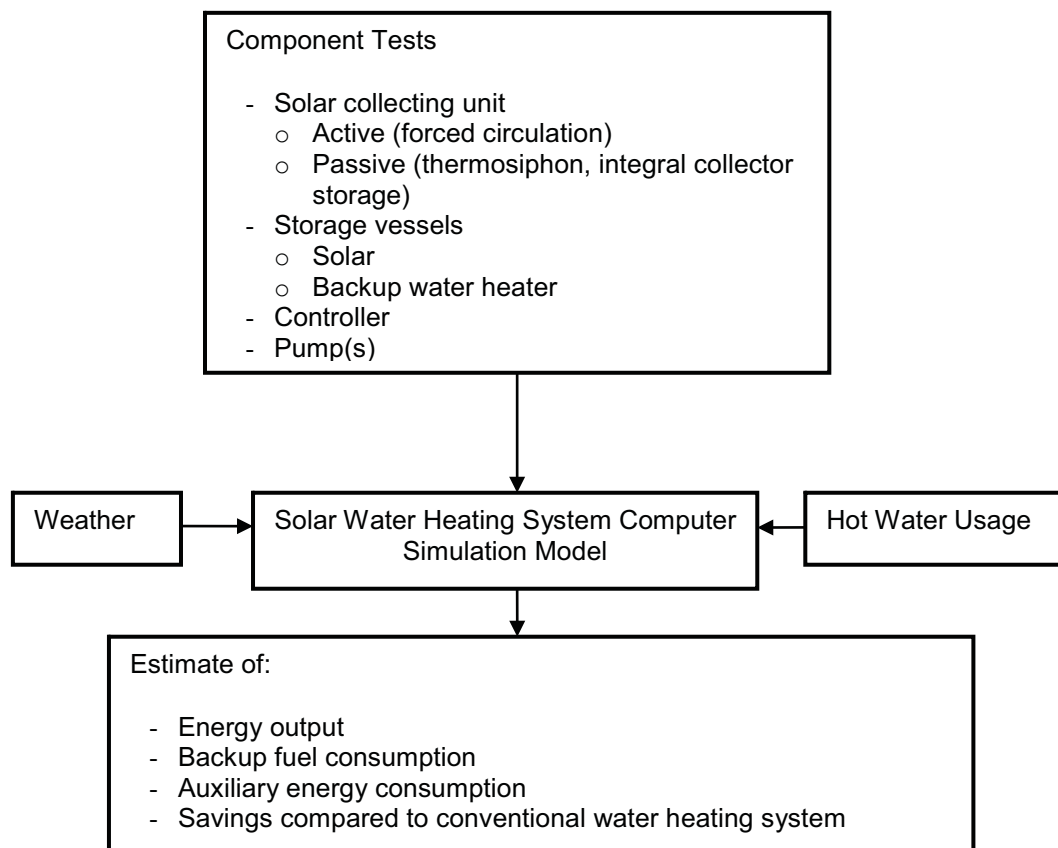 Component Tests
- Solar collecting unit
o Active (forced circulation)
o Passive (thermosiphon, integral collector
storage)
- Storage vessels
o Solar
o Backup water heater
- Controller
- Pump(s)
Weather
Solar Water Heating System Computer
Simulation Model
Hot Water Usage
Estimate of:
- Energy output
- Backup fuel consumption
- Auxiliary energy consumption
- Savings compared to conventional water heating system